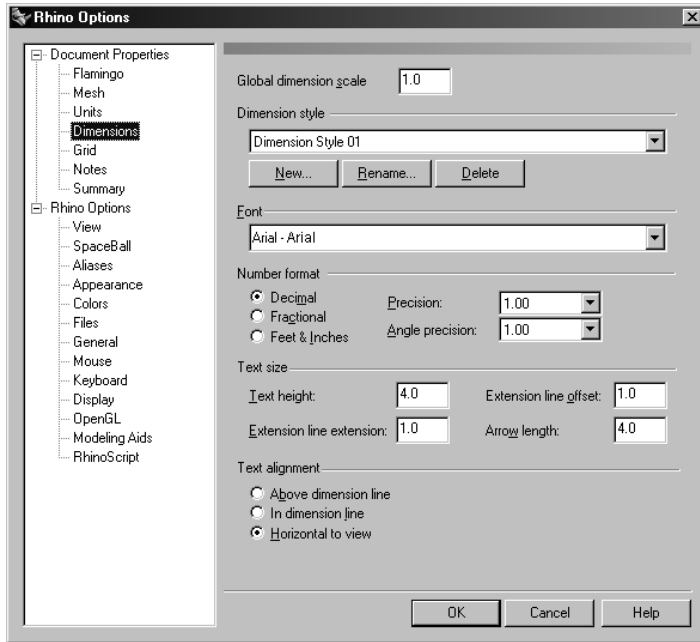 Rhino Options
Document Properties
Flamingo
Mesh
Units
Dimensions
Grid
Notes
Summary
Rhino Options
View
SpaceBall
Aliases
Appearance
Colors
Files
General
Mouse
Keyboard
Display
OpenGL
Modeling Aids
RhinoScript
Global dimension scale 1.0
Dimension style
Dimension Style 01
New... Rename... Delete
Font
Arial - Arial
Number format
Decimal Precision: 1.00
Fractional
Feet & Inches Angle precision: 1.00
Text size
Text height: 4.0 Extension line offset: 1.0
Extension line extension: 1.0 Arrow length: 4.0
Text alignment
Above dimension line
In dimension line
Horizontal to view
OK Cancel Help